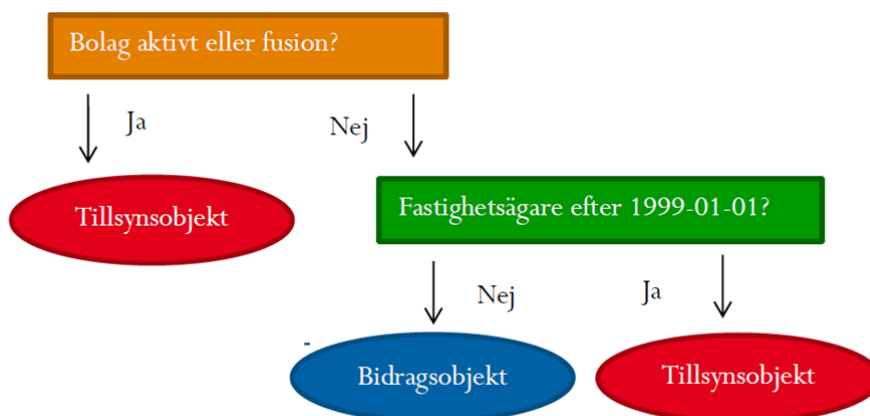 Bolag aktivt eller fusion?
Ja
Nej
Tillsynsobjekt
Fastighetsägare efter 1999-01-01?
Nej
Ja
Bidragsobjekt
Tillsynsobjekt